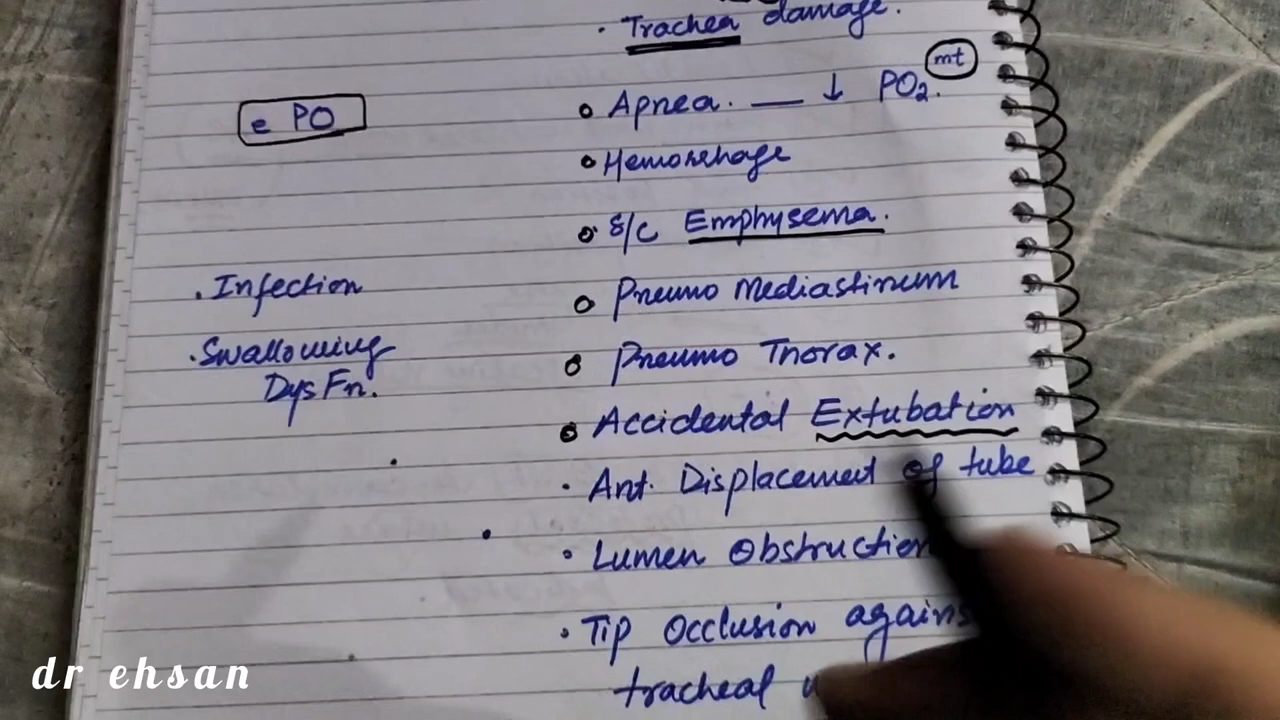 . Trachea damage.
e PO
o Apnea. — ↓ PO2. mt
o Hemorrhage
o S/C Emphysema.
. Infection
o Pneumo Mediastinum
. Swallowing
Dys Fn.
o Pneumo Thorax.
o Accidental Extubation
. Ant. Displacement of tube
. Lumen Obstruction
. Tip Occlusion against
tracheal
dr ehsan